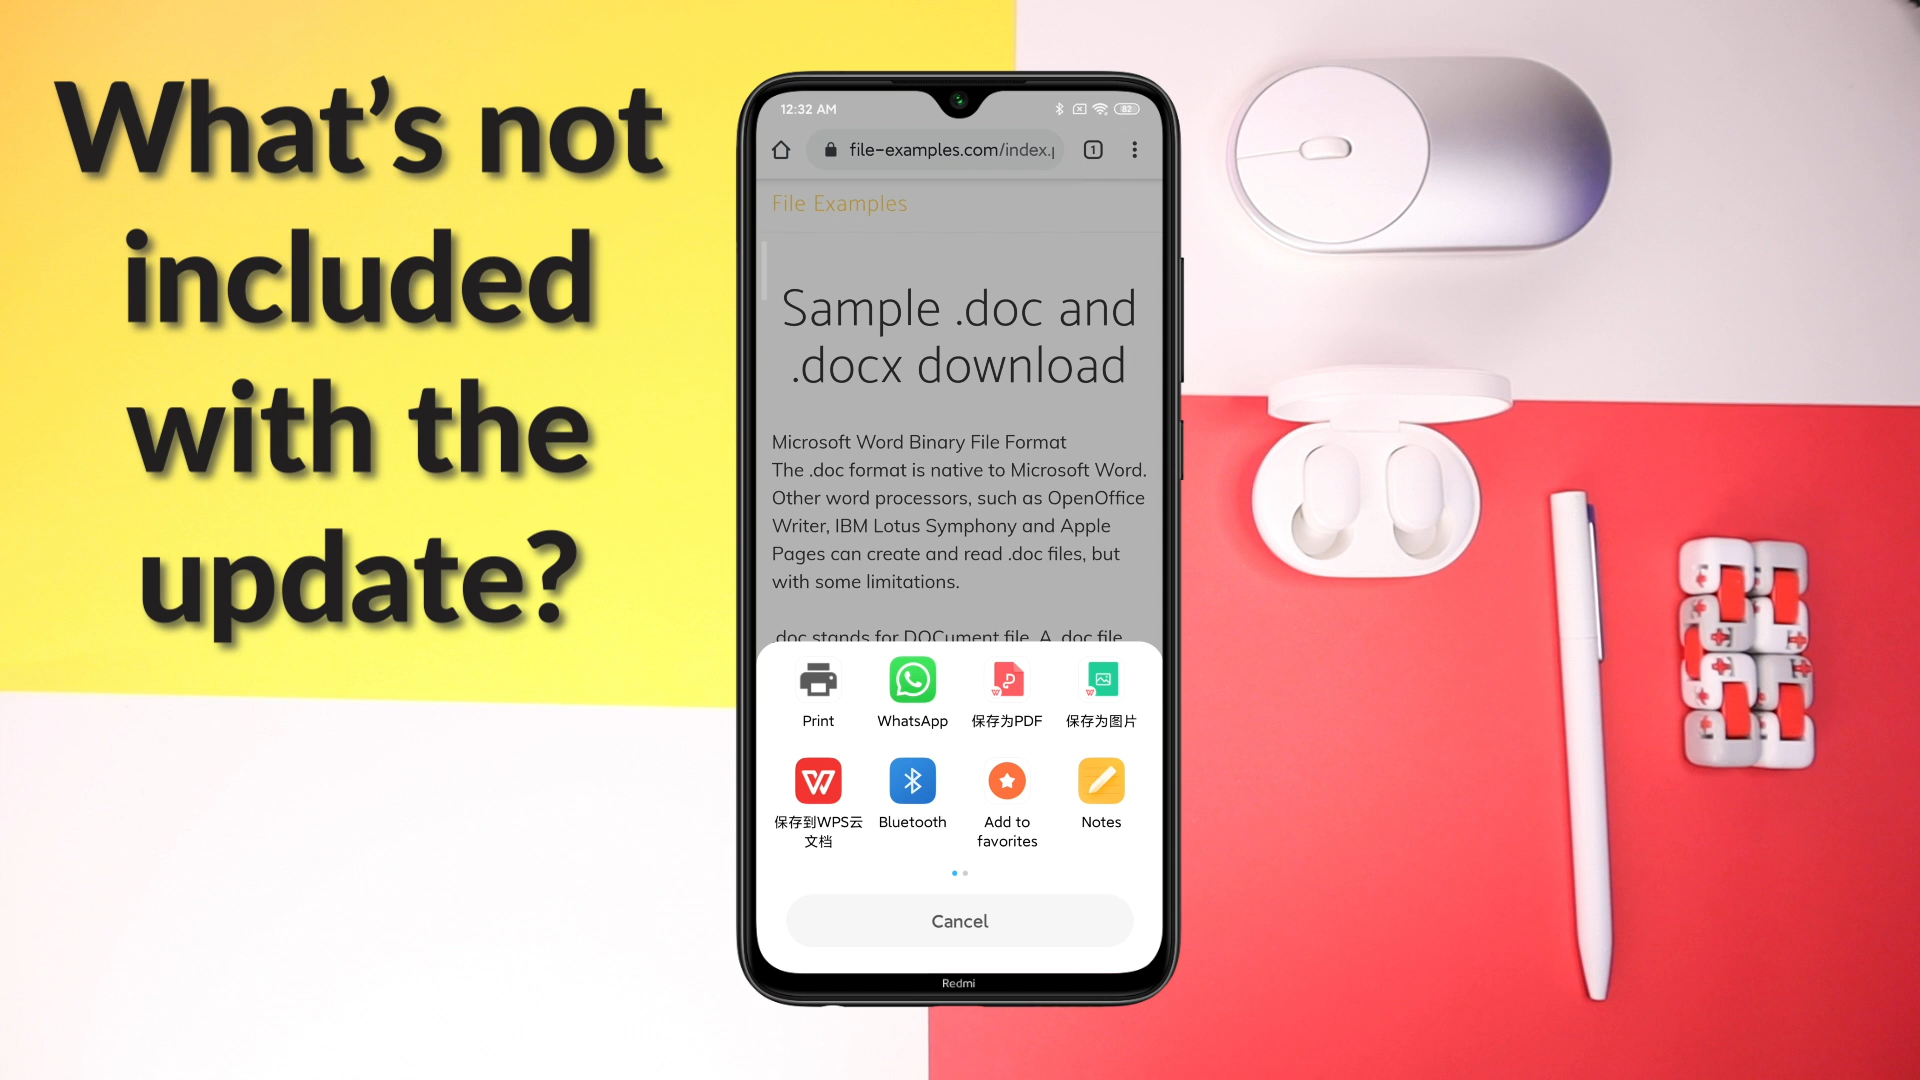 What's not
included
with the
update?
12:32 AM
82
file-examples.com/index.p
1
File Examples
Sample .doc and
.docx download
Microsoft Word Binary File Format
The .doc format is native to Microsoft Word.
Other word processors, such as OpenOffice
Writer, IBM Lotus Symphony and Apple
Pages can create and read .doc files, but
with some limitations.
.doc stands for DOCument file. A .doc file
Print
WhatsApp
保存为PDF
保存为图片
保存到WPS云
文档
Bluetooth
Add to
favorites
Notes
Cancel
Redmi